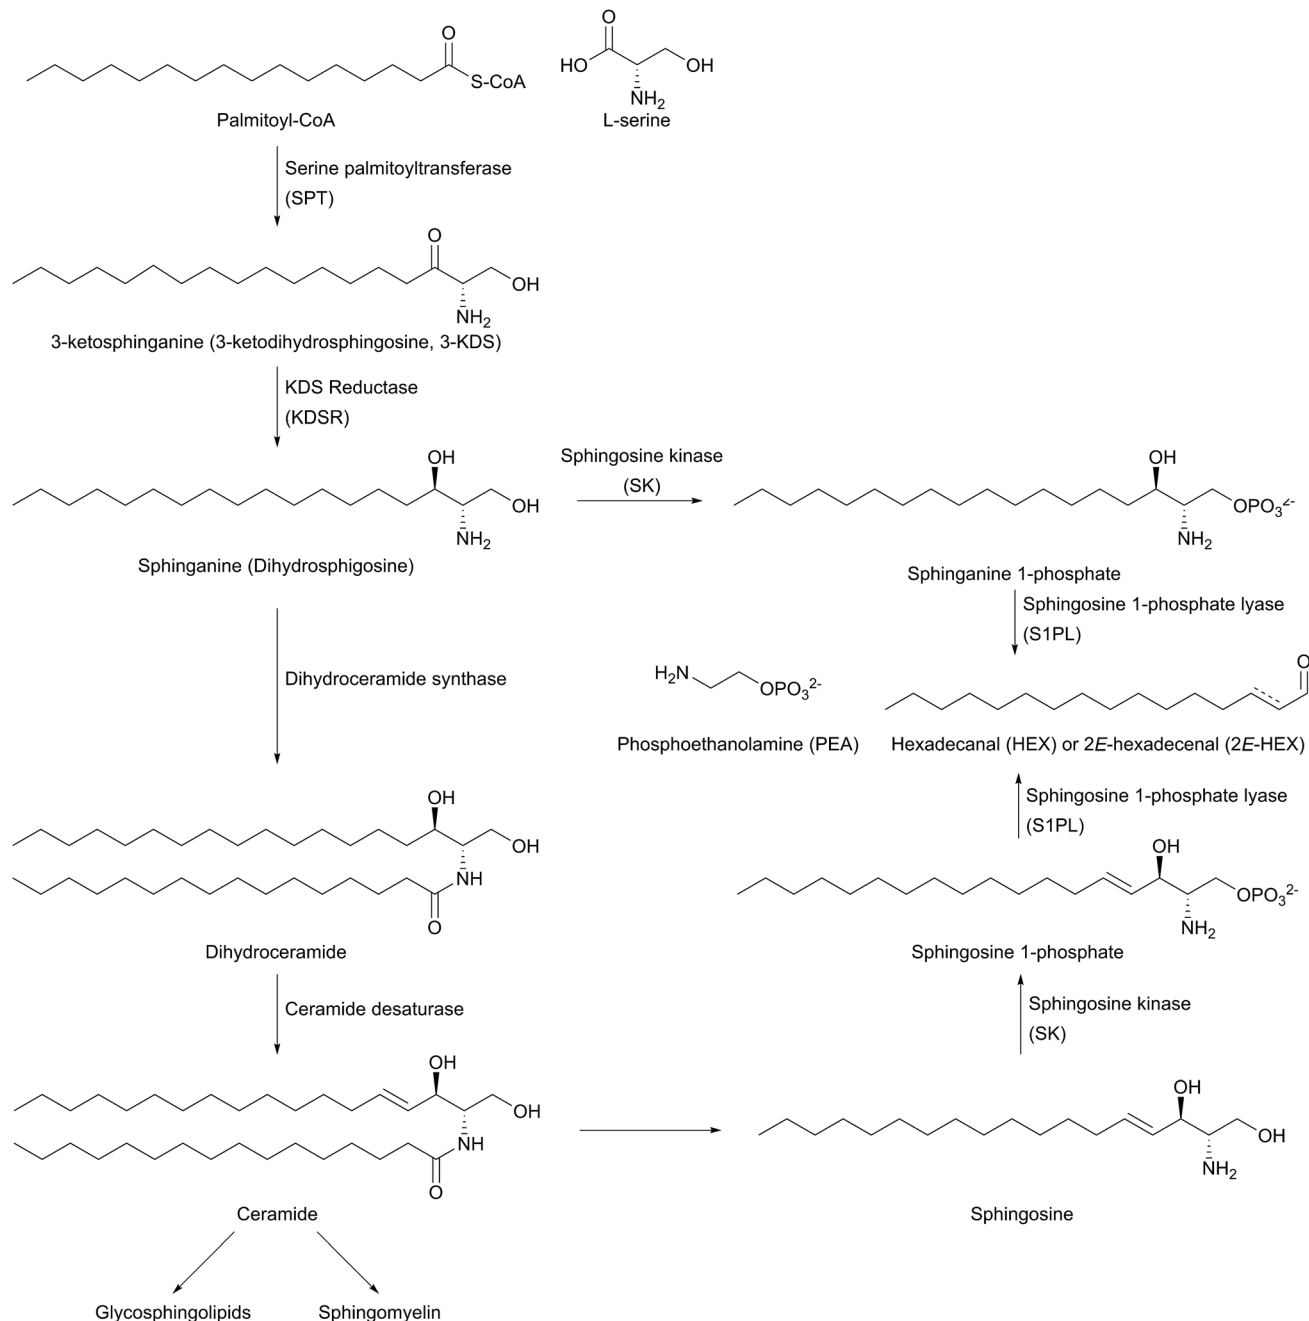 O
O
HO
OH
S-CoA
NH2
Palmitoyl-CoA
L-serine
Serine palmitoyltransferase
(SPT)
O
OH
NH2
3-ketosphinganine (3-ketodihydrosphingosine, 3-KDS)
KDS Reductase
(KDSR)
OH
OH
NH2
Sphinganine (Dihydrosphigosine)
Sphingosine kinase
(SK)
OH
OPO3 2-
NH2
Sphinganine 1-phosphate
Sphingosine 1-phosphate lyase
(S1PL)
Dihydroceramide synthase
H2N
OPO3 2-
Phosphoethanolamine (PEA)
O
Hexadecanal (HEX) or 2E-hexadecenal (2E-HEX)
Sphingosine 1-phosphate lyase
(S1PL)
OH
OH
NH
O
Dihydroceramide
OH
OPO3 2-
NH2
Sphingosine 1-phosphate
Ceramide desaturase
Sphingosine kinase
(SK)
OH
OH
NH
O
Ceramide
OH
OH
NH2
Sphingosine
Glycosphingolipids
Sphingomyelin